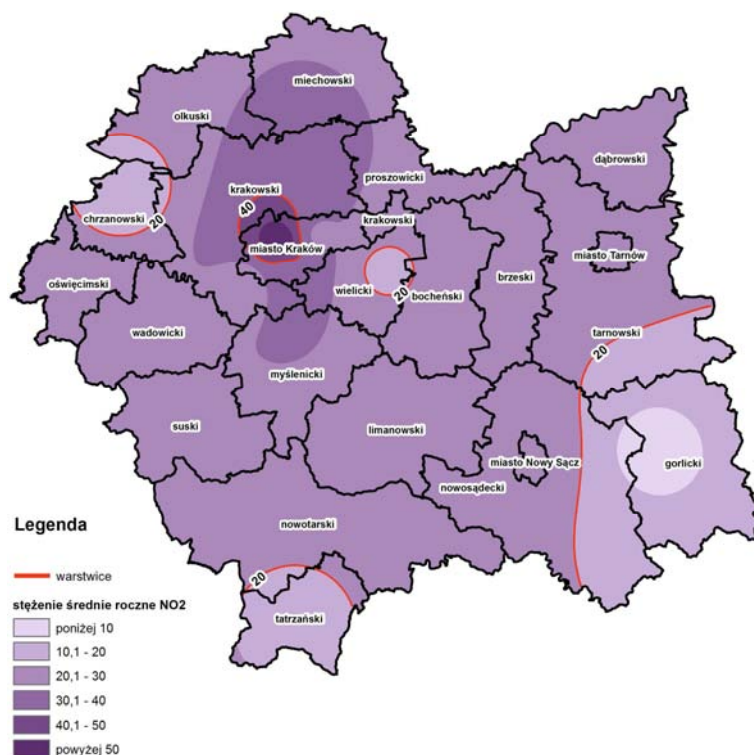 miechowski
olkuski
dąbrowski
proszowicki
krakowski
40
chrzanowski
20
krakowski
miasto Kraków
miasto Tarnów
oświęcimski
wielicki
20
bocheński
brzeski
wadowicki
tarnowski
20
myślenicki
suski
limanowski
miasto Nowy Sącz
gorlicki
nowosądecki
nowotarski
20
tatrzański
Legenda
warstwice
stężenie średnie roczne NO2
poniżej 10
10,1 - 20
20,1 - 30
30,1 - 40
40,1 - 50
powyżej 50